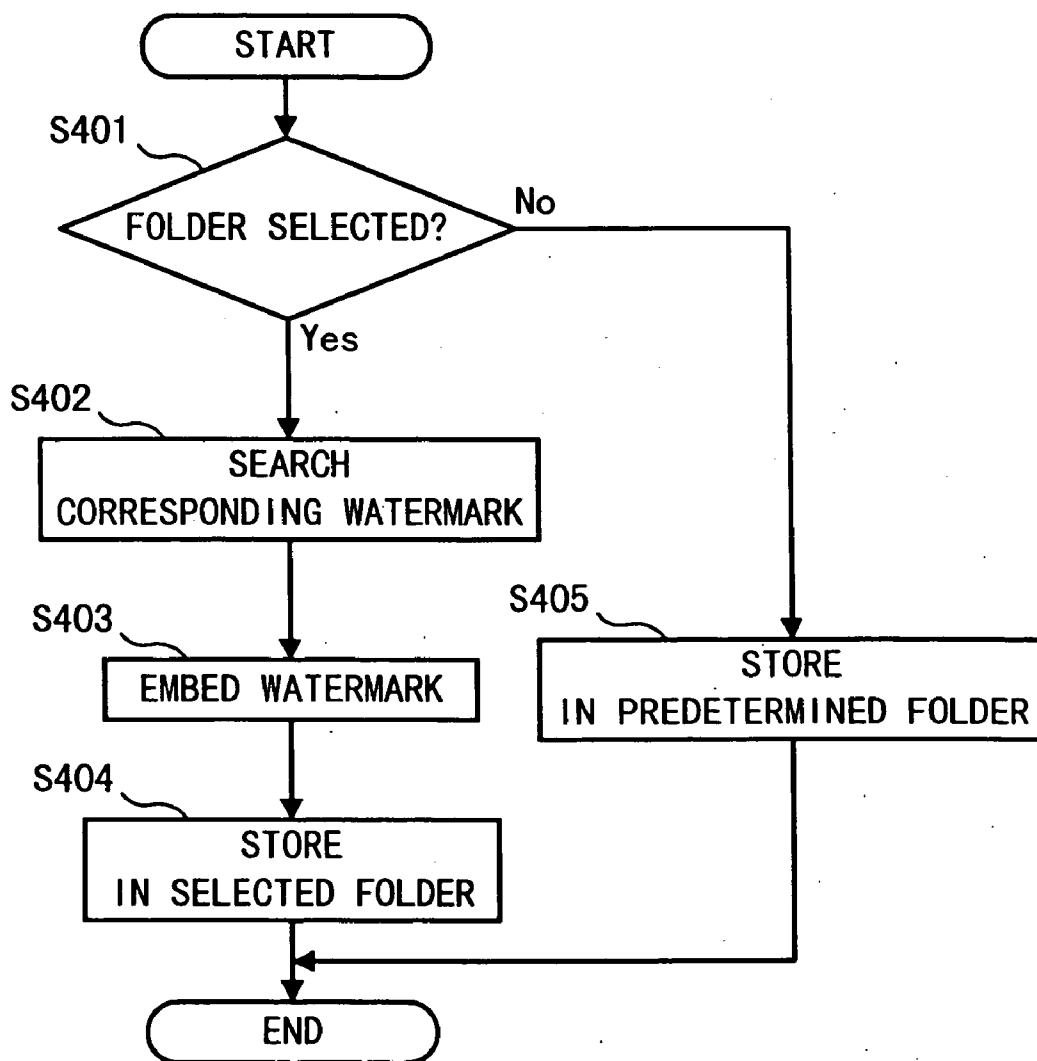 START
S401
FOLDER SELECTED?
No
Yes
S402
SEARCH
CORRESPONDING WATERMARK
S403
EMBED WATERMARK
S404
STORE
IN SELECTED FOLDER
S405
STORE
IN PREDETERMINED FOLDER
END